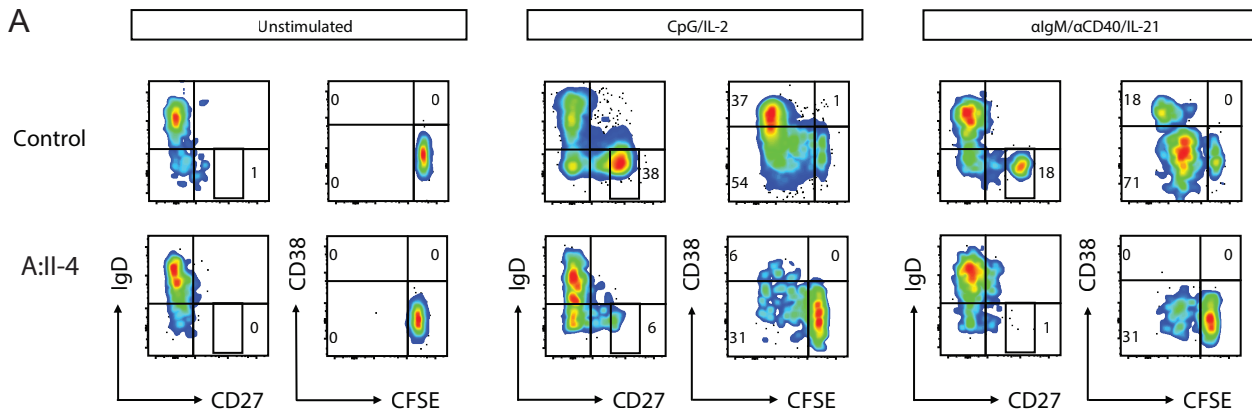 A
Unstimulated
CpG/IL-2
αIgM/αCD40/IL-21
Control
1
0
0
0
38
37
1
54
18
18
0
71
A:II-4
IgD
0
CD38
0
0
0
IgD
6
CD38
6
0
31
IgD
1
CD38
0
0
31
CD27
CFSE
CD27
CFSE
CD27
CFSE